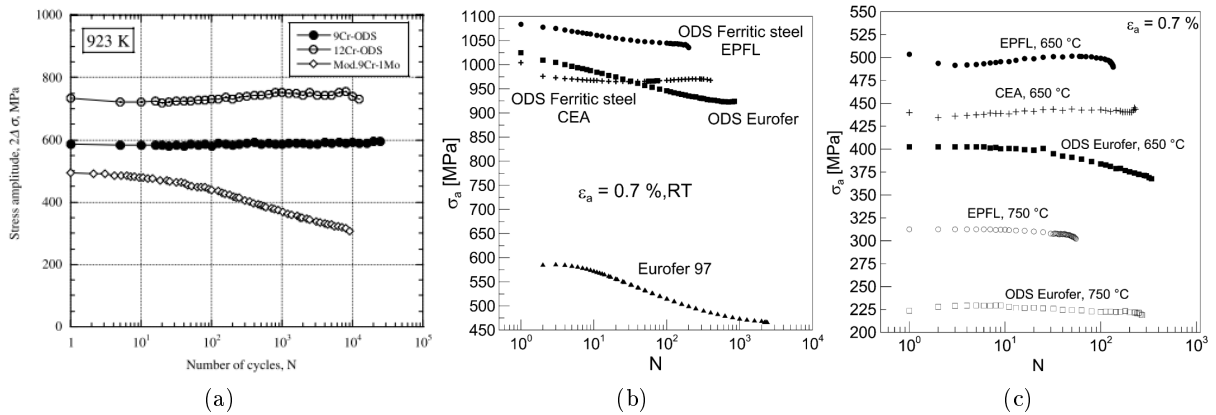 923 K
9Cr-ODS
12Cr-ODS
Mod.9Cr-1Mo
Stress amplitude, 2Δ σ, MPa
1000
800
600
400
200
0
1 10¹ 10² 10³ 10⁴ 10⁵
Number of cycles, N
(a)
σₐ [MPa]
1100
1050
1000
950
900
850
800
750
700
650
600
550
500
450
ODS Ferritic steel
EPFL
ODS Ferritic steel
CEA
ODS Eurofer
εₐ = 0.7 %,RT
Eurofer 97
10⁰ 10¹ 10² 10³ 10⁴
N
(b)
σₐ [MPa]
550
525
500
475
450
425
400
375
350
325
300
275
250
225
200
εₐ = 0.7 %
EPFL, 650 °C
CEA, 650 °C
ODS Eurofer, 650 °C
EPFL, 750 °C
ODS Eurofer, 750 °C
10⁰ 10¹ 10² 10³
N
(c)